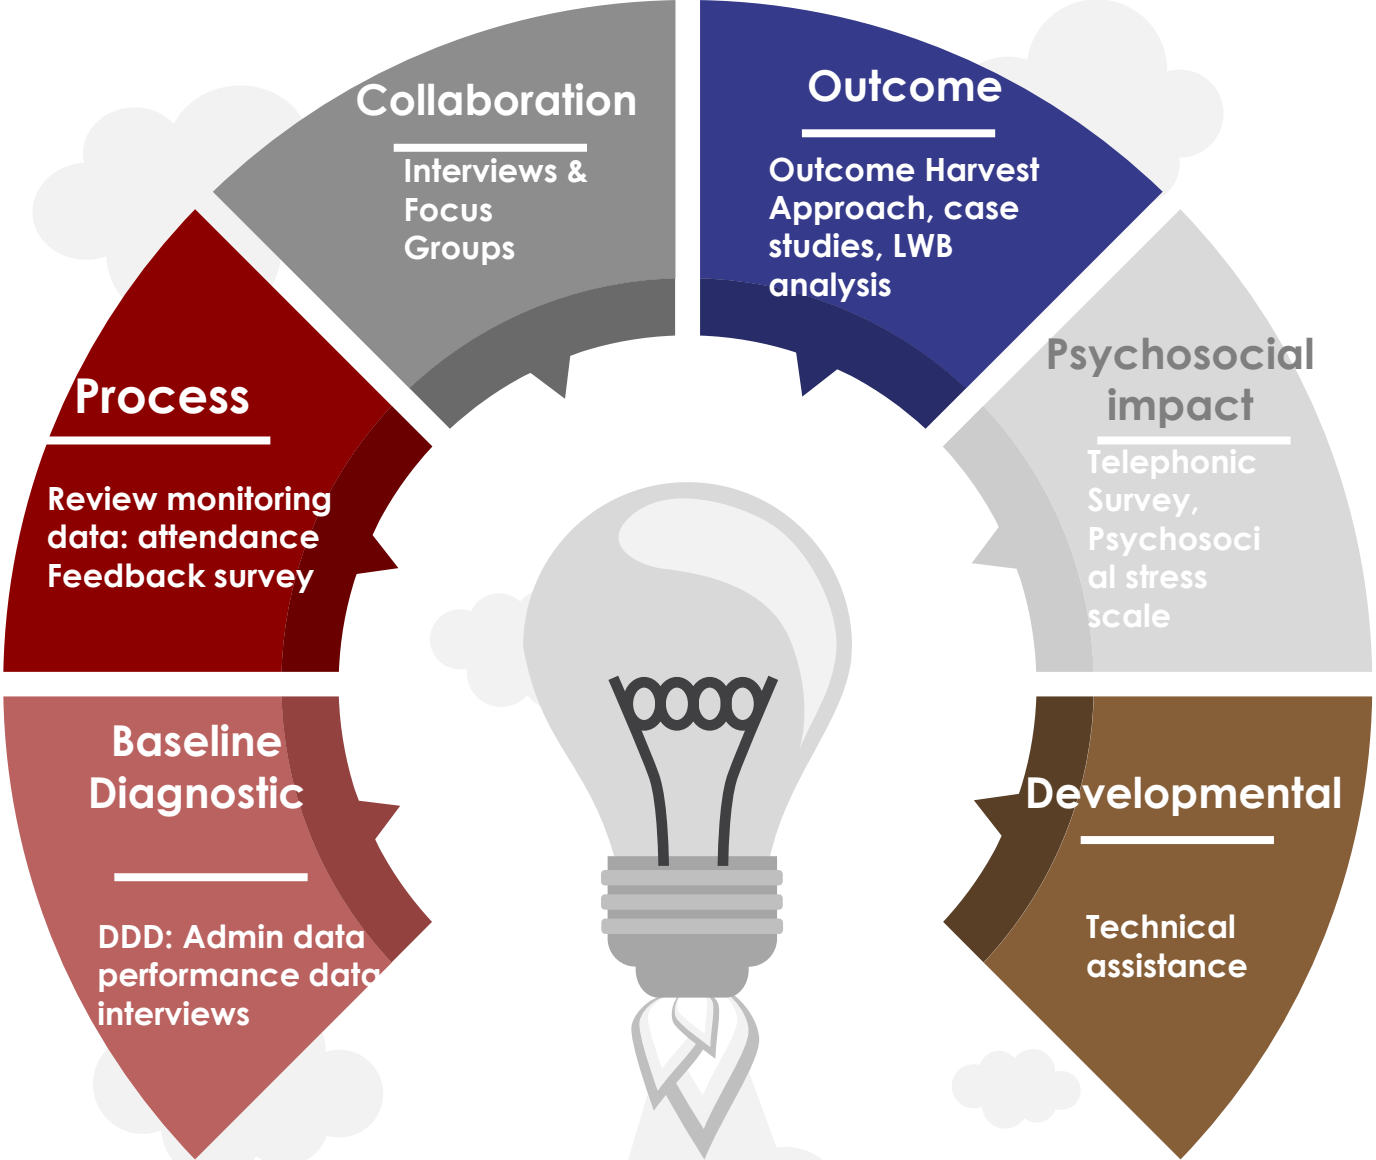 Collaboration
Interviews &
Focus
Groups
Outcome
Outcome Harvest
Approach, case
studies, LWB
analysis
Process
Review monitoring
data: attendance
Feedback survey
Psychosocial
impact
Telephonic
Survey,
Psychosoci
al stress
scale
Baseline
Diagnostic
DDD: Admin data
performance data
interviews
Developmental
Technical
assistance